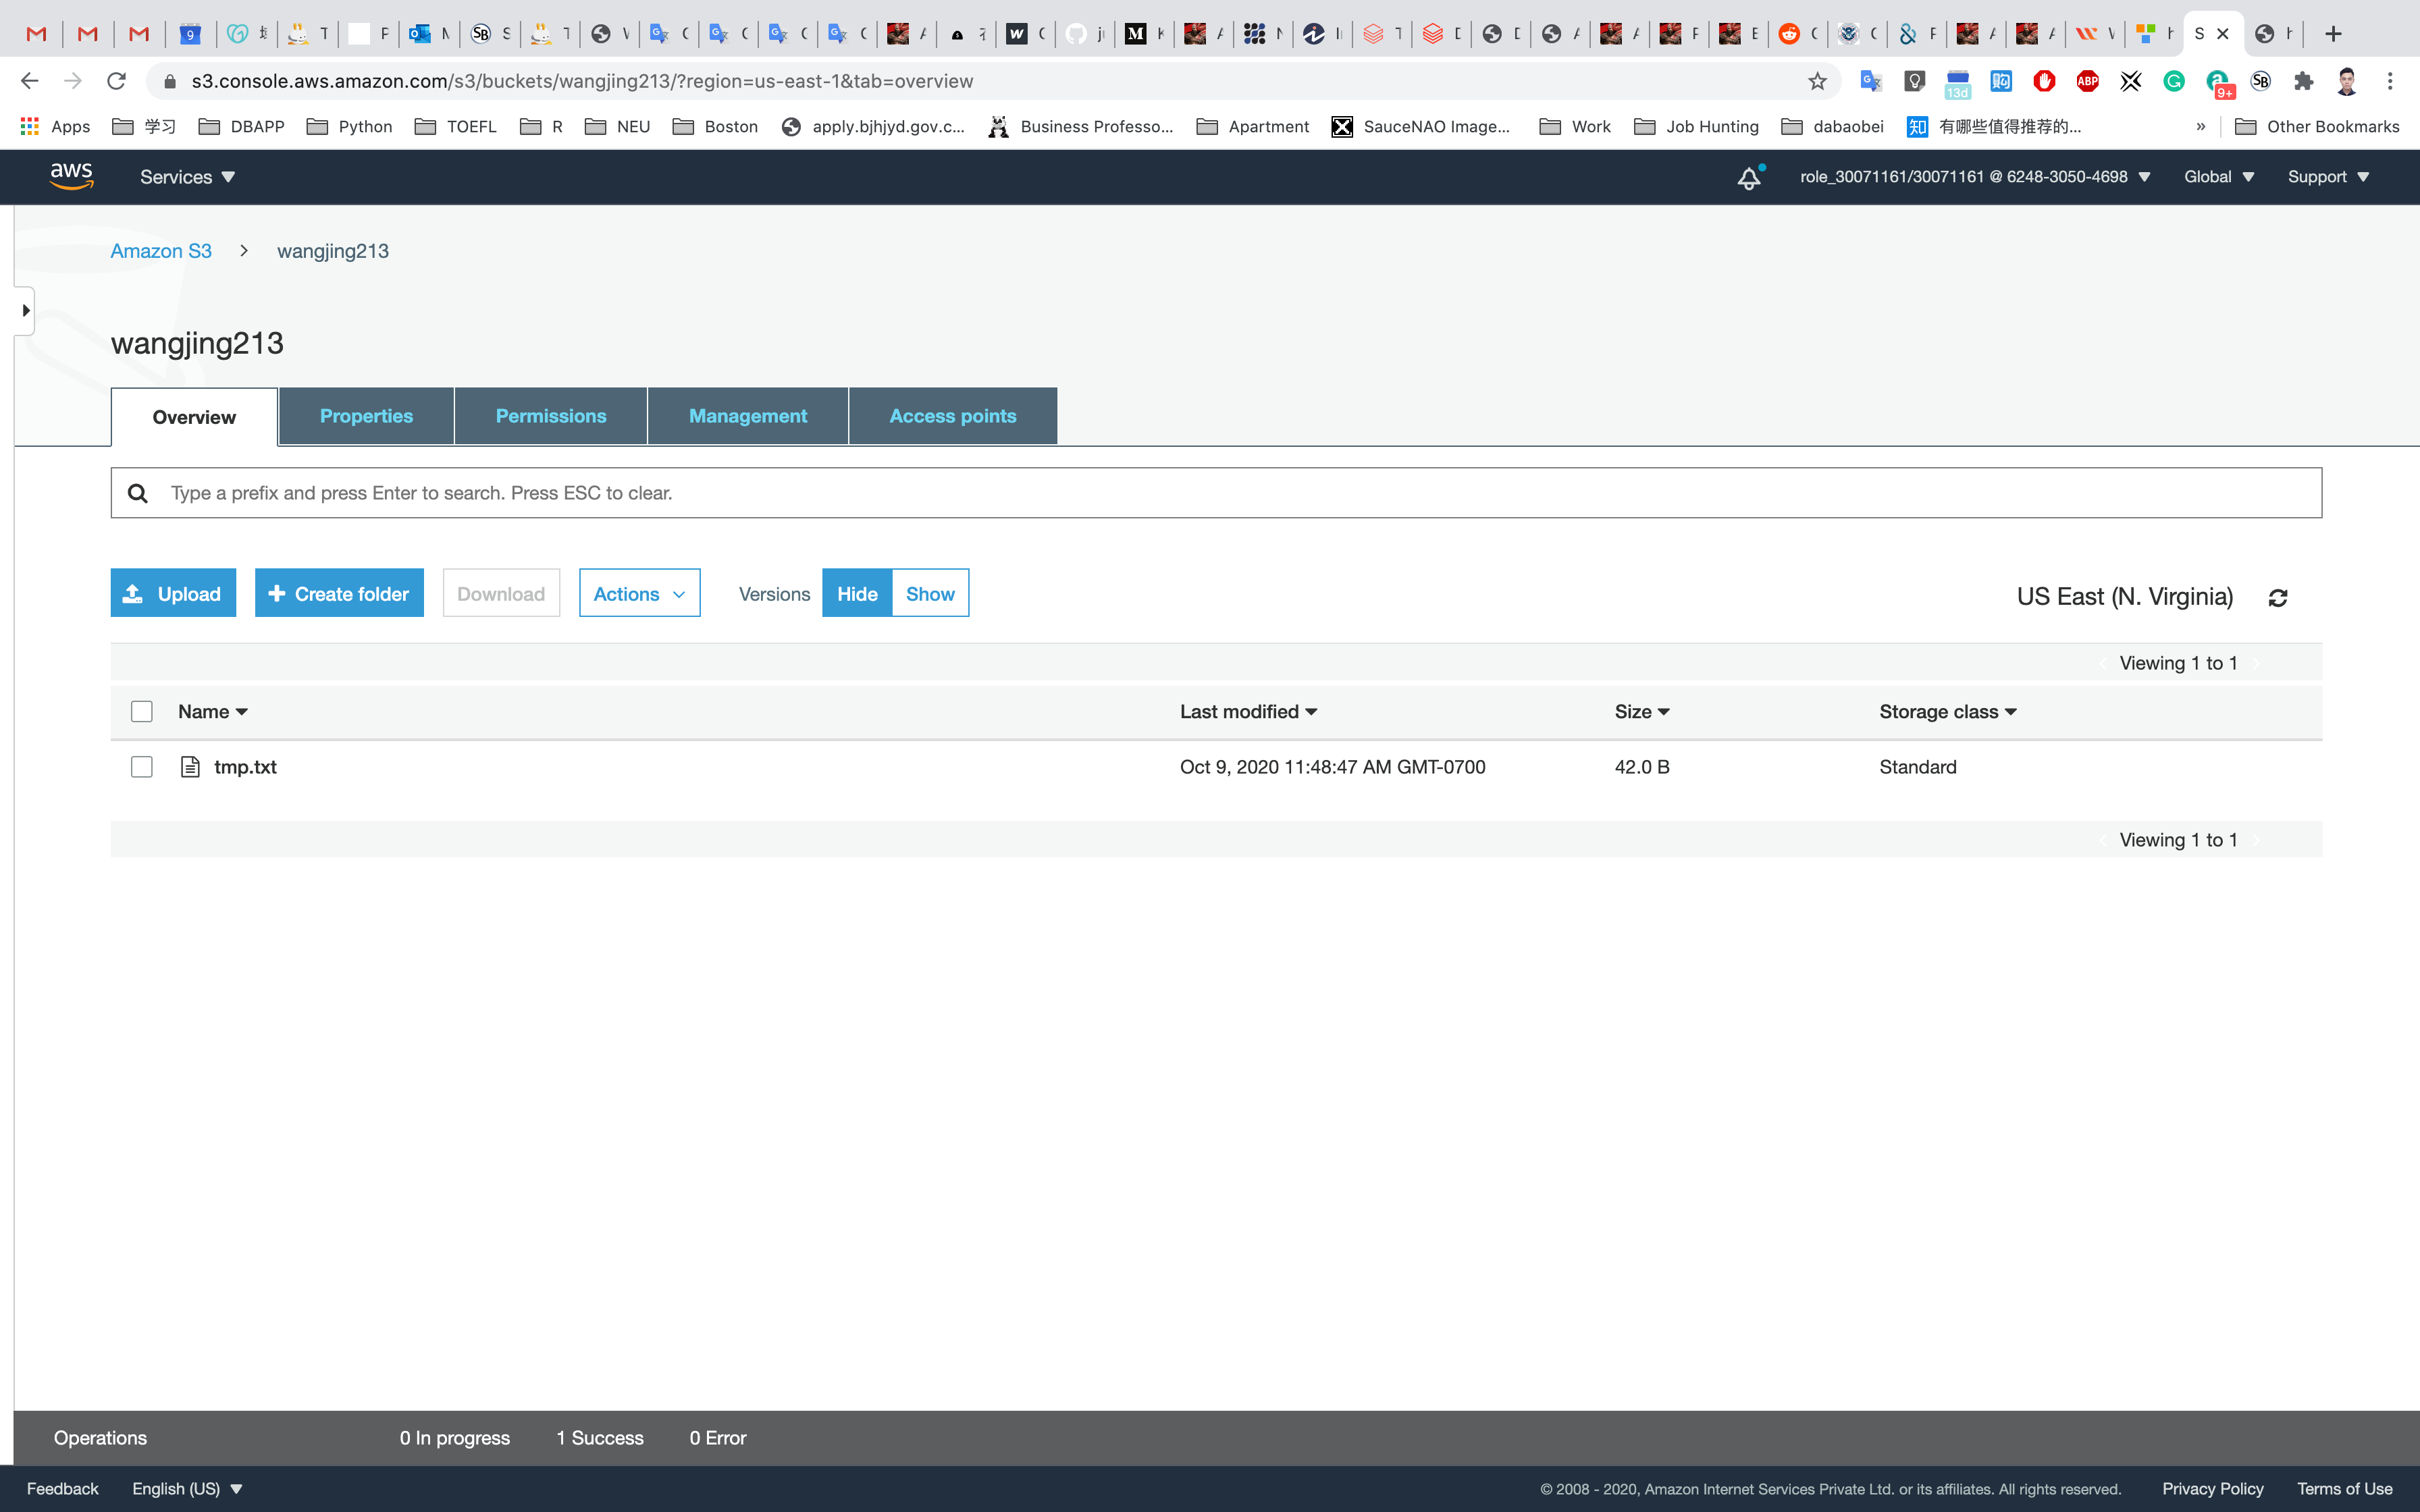 s3.console.aws.amazon.com/s3/buckets/wangjing213/?region=us-east-1&tab=overview
13d ABP 9+
Apps 学习 DBAPP Python TOEFL R NEU Boston apply.bjhjyd.gov.c... Business Professo... Apartment SauceNAO Image... Work Job Hunting dabaobei 知 有哪些值得推荐的... » Other Bookmarks
aws Services role_30071161/30071161 @ 6248-3050-4698 Global Support
Amazon S3 > wangjing213
wangjing213
Overview Properties Permissions Management Access points
Type a prefix and press Enter to search. Press ESC to clear.
Upload + Create folder Download Actions Versions Hide Show US East (N. Virginia)
Viewing 1 to 1
Name Last modified Size Storage class
tmp.txt Oct 9, 2020 11:48:47 AM GMT-0700 42.0 B Standard
Viewing 1 to 1
Operations 0 In progress 1 Success 0 Error
Feedback English (US) © 2008 - 2020, Amazon Internet Services Private Ltd. or its affiliates. All rights reserved. Privacy Policy Terms of Use